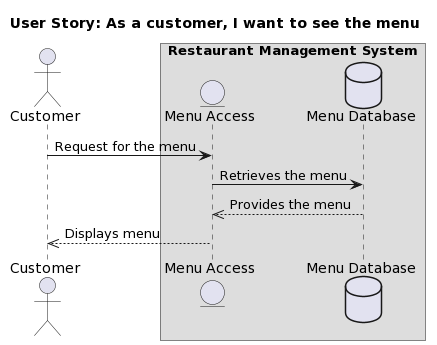 User Story: As a customer, I want to see the menu
Restaurant Management System
Customer
Menu Access
Menu Database
Request for the menu
Retrieves the menu
Provides the menu
Displays menu
Customer
Menu Access
Menu Database